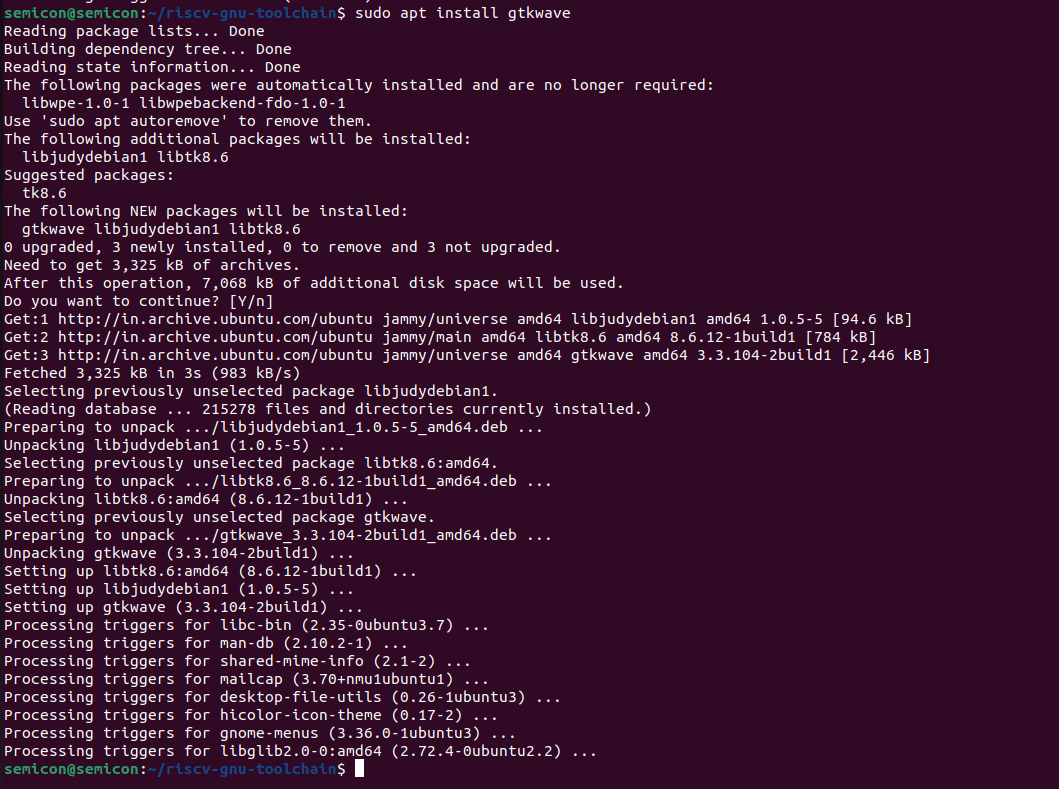 semicon@semicon:~/riscv-gnu-toolchain$ sudo apt install gtkwave
Reading package lists... Done
Building dependency tree... Done
Reading state information... Done
The following packages were automatically installed and are no longer required:
  libwpe-1.0-1 libwpebackend-fdo-1.0-1
Use 'sudo apt autoremove' to remove them.
The following additional packages will be installed:
  libjudydebian1 libtk8.6
Suggested packages:
  tk8.6
The following NEW packages will be installed:
  gtkwave libjudydebian1 libtk8.6
0 upgraded, 3 newly installed, 0 to remove and 3 not upgraded.
Need to get 3,325 kB of archives.
After this operation, 7,068 kB of additional disk space will be used.
Do you want to continue? [Y/n]
Get:1 http://in.archive.ubuntu.com/ubuntu jammy/universe amd64 libjudydebian1 amd64 1.0.5-5 [94.6 kB]
Get:2 http://in.archive.ubuntu.com/ubuntu jammy/main amd64 libtk8.6 amd64 8.6.12-1build1 [784 kB]
Get:3 http://in.archive.ubuntu.com/ubuntu jammy/universe amd64 gtkwave amd64 3.3.104-2build1 [2,446 kB]
Fetched 3,325 kB in 3s (983 kB/s)
Selecting previously unselected package libjudydebian1.
(Reading database ... 215278 files and directories currently installed.)
Preparing to unpack .../libjudydebian1_1.0.5-5_amd64.deb ...
Unpacking libjudydebian1 (1.0.5-5) ...
Selecting previously unselected package libtk8.6:amd64.
Preparing to unpack .../libtk8.6_8.6.12-1build1_amd64.deb ...
Unpacking libtk8.6:amd64 (8.6.12-1build1) ...
Selecting previously unselected package gtkwave.
Preparing to unpack .../gtkwave_3.3.104-2build1_amd64.deb ...
Unpacking gtkwave (3.3.104-2build1) ...
Setting up libtk8.6:amd64 (8.6.12-1build1) ...
Setting up libjudydebian1 (1.0.5-5) ...
Setting up gtkwave (3.3.104-2build1) ...
Processing triggers for libc-bin (2.35-0ubuntu3.7) ...
Processing triggers for man-db (2.10.2-1) ...
Processing triggers for shared-mime-info (2.1-2) ...
Processing triggers for mailcap (3.70+nmu1ubuntu1) ...
Processing triggers for desktop-file-utils (0.26-1ubuntu3) ...
Processing triggers for hicolor-icon-theme (0.17-2) ...
Processing triggers for gnome-menus (3.36.0-1ubuntu3) ...
Processing triggers for libglib2.0-0:amd64 (2.72.4-0ubuntu2.2) ...
semicon@semicon:~/riscv-gnu-toolchain$